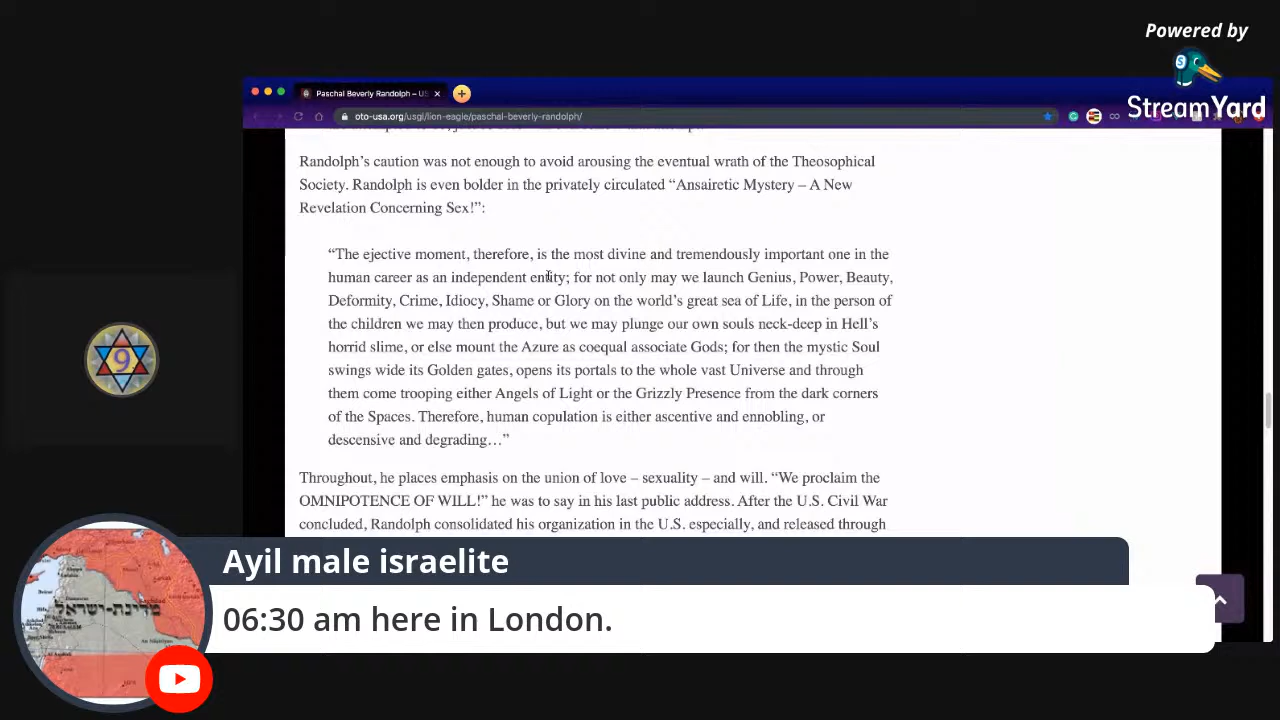 Powered by
StreamYard
Paschal Beverly Randolph – US
oto-usa.org/usgl/lion-eagle/paschal-beverly-randolph/
Randolph’s caution was not enough to avoid arousing the eventual wrath of the Theosophical
Society. Randolph is even bolder in the privately circulated “Ansairetic Mystery – A New
Revelation Concerning Sex!”:
“The ejective moment, therefore, is the most divine and tremendously important one in the
human career as an independent entity; for not only may we launch Genius, Power, Beauty,
Deformity, Crime, Idiocy, Shame or Glory on the world’s great sea of Life, in the person of
the children we may then produce, but we may plunge our own souls neck-deep in Hell’s
horrid slime, or else mount the Azure as coequal associate Gods; for then the mystic Soul
swings wide its Golden gates, opens its portals to the whole vast Universe and through
them come trooping either Angels of Light or the Grizzly Presence from the dark corners
of the Spaces. Therefore, human copulation is either ascentive and ennobling, or
descensive and degrading…”
Throughout, he places emphasis on the union of love – sexuality – and will. “We proclaim the
OMNIPOTENCE OF WILL!” he was to say in his last public address. After the U.S. Civil War
concluded, Randolph consolidated his organization in the U.S. especially, and released through
9
Ayil male israelite
06:30 am here in London.
מדינת-ישראל